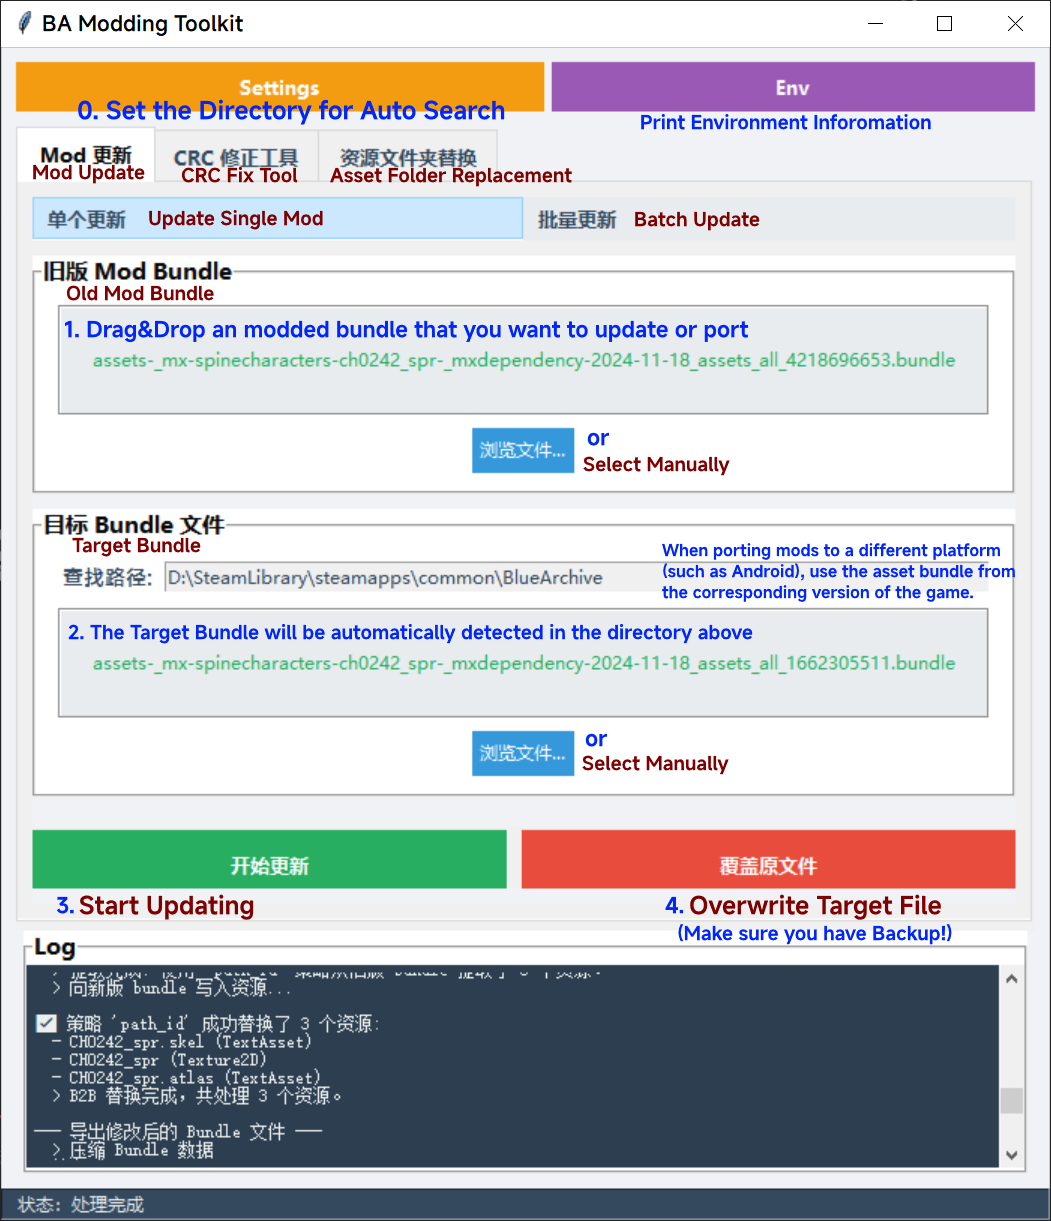 BA Modding Toolkit
Settings
Env
0. Set the Directory for Auto Search
Print Environment Inforomation
Mod 更新
CRC 修正工具
资源文件夹替换
Mod Update
CRC Fix Tool
Asset Folder Replacement
单个更新 Update Single Mod
批量更新 Batch Update
旧版 Mod Bundle
Old Mod Bundle
1. Drag&Drop an modded bundle that you want to update or port
assets-_mx-spinecharacters-ch0242_spr-_mxdependency-2024-11-18_assets_all_4218696653.bundle
浏览文件...
or
Select Manually
目标 Bundle 文件
Target Bundle
When porting mods to a different platform
(such as Android), use the asset bundle from
the corresponding version of the game.
查找路径: D:\SteamLibrary\steamapps\common\BlueArchive
2. The Target Bundle will be automatically detected in the directory above
assets-_mx-spinecharacters-ch0242_spr-_mxdependency-2024-11-18_assets_all_1662305511.bundle
浏览文件...
or
Select Manually
开始更新
覆盖原文件
3. Start Updating
4. Overwrite Target File
(Make sure you have Backup!)
Log
> 向新版 bundle 写入资源...
策略 'path_id' 成功替换了 3 个资源:
- CH0242_spr.skel (TextAsset)
- CH0242_spr (Texture2D)
- CH0242_spr.atlas (TextAsset)
> B2B 替换完成，共处理 3 个资源。
── 导出修改后的 Bundle 文件 ──
> 压缩 Bundle 数据
状态：处理完成